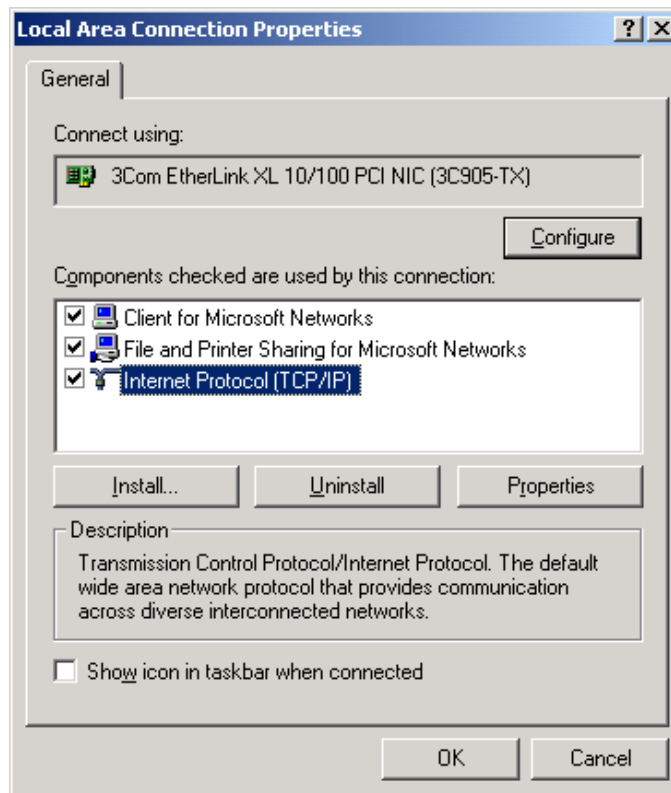 Local Area Connection Properties
General
Connect using:
3Com EtherLink XL 10/100 PCI NIC (3C905-TX)
Configure
Components checked are used by this connection:
Client for Microsoft Networks
File and Printer Sharing for Microsoft Networks
Internet Protocol (TCP/IP)
Install... Uninstall Properties
Description
Transmission Control Protocol/Internet Protocol. The default
wide area network protocol that provides communication
across diverse interconnected networks.
Show icon in taskbar when connected
OK Cancel